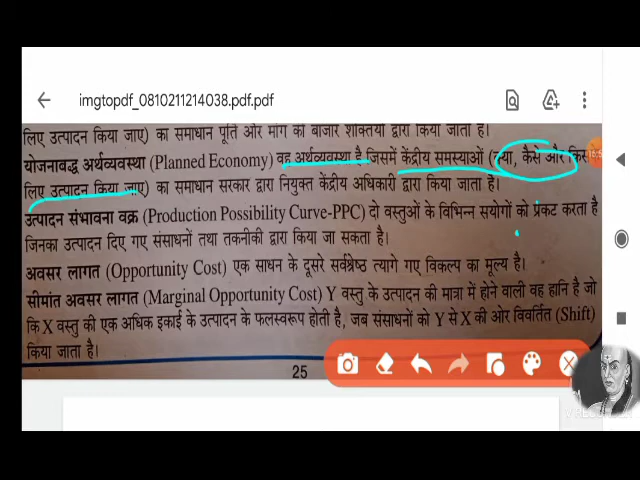 imgtopdf_0810211214038.pdf.pdf
लिए उत्पादन किया जाए) का समाधान पूर्ति और मांग की बाजार शक्तियों द्वारा किया जाता है।
योजनाबद्ध अर्थव्यवस्था (Planned Economy) वह अर्थव्यवस्था है जिसमें केंद्रीय समस्याओं (क्या, कैसे और किस
लिए उत्पादन किया जाए) का समाधान सरकार द्वारा नियुक्त केंद्रीय अधिकारी द्वारा किया जाता है।
उत्पादन संभावना वक्र (Production Possibility Curve-PPC) दो वस्तुओं के विभिन्न सयोगों को प्रकट करता है
जिनका उत्पादन दिए गए संसाधनों तथा तकनीकी द्वारा किया जा सकता है।
अवसर लागत (Opportunity Cost) एक साधन के दूसरे सर्वश्रेष्ठ त्यागे गए विकल्प का मूल्य है।
सीमांत अवसर लागत (Marginal Opportunity Cost) Y वस्तु के उत्पादन की मात्रा में होने वाली वह हानि है जो
कि X वस्तु की एक अधिक इकाई के उत्पादन के फलस्वरूप होती है, जब संसाधनों को Y से X की ओर विवर्तित (Shift)
किया जाता है।
25